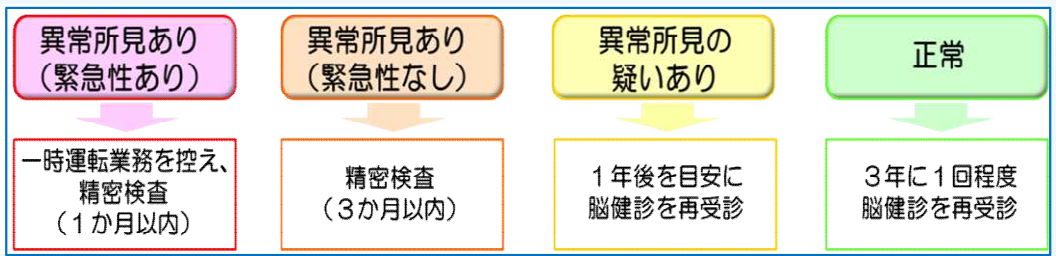 異常所見あり
（緊急性あり）
異常所見あり
（緊急性なし）
異常所見の
疑いあり
正常
一時運転業務を控え、
精密検査
（１か月以内）
精密検査
（３か月以内）
１年後を目安に
脳健診を再受診
３年に１回程度
脳健診を再受診